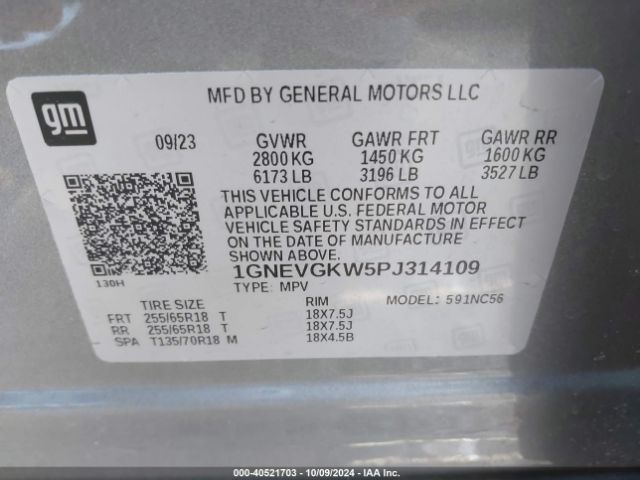 gm
MFD BY GENERAL MOTORS LLC
09/23 GVWR GAWR FRT GAWR RR
2800 KG 1450 KG 1600 KG
6173 LB 3196 LB 3527 LB
THIS VEHICLE CONFORMS TO ALL
APPLICABLE U.S. FEDERAL MOTOR
VEHICLE SAFETY STANDARDS IN EFFECT
ON THE DATE OF MANUFACTURE
SHOWN ABOVE.
1GNEVGKW5PJ314109
130H
TYPE: MPV
TIRE SIZE RIM MODEL: 591NC56
FRT 255/65R18 T 18X7.5J
RR 255/65R18 T 18X7.5J
SPA T135/70R18 M 18X4.5B
000-40521703 - 10/09/2024 - IAA Inc.